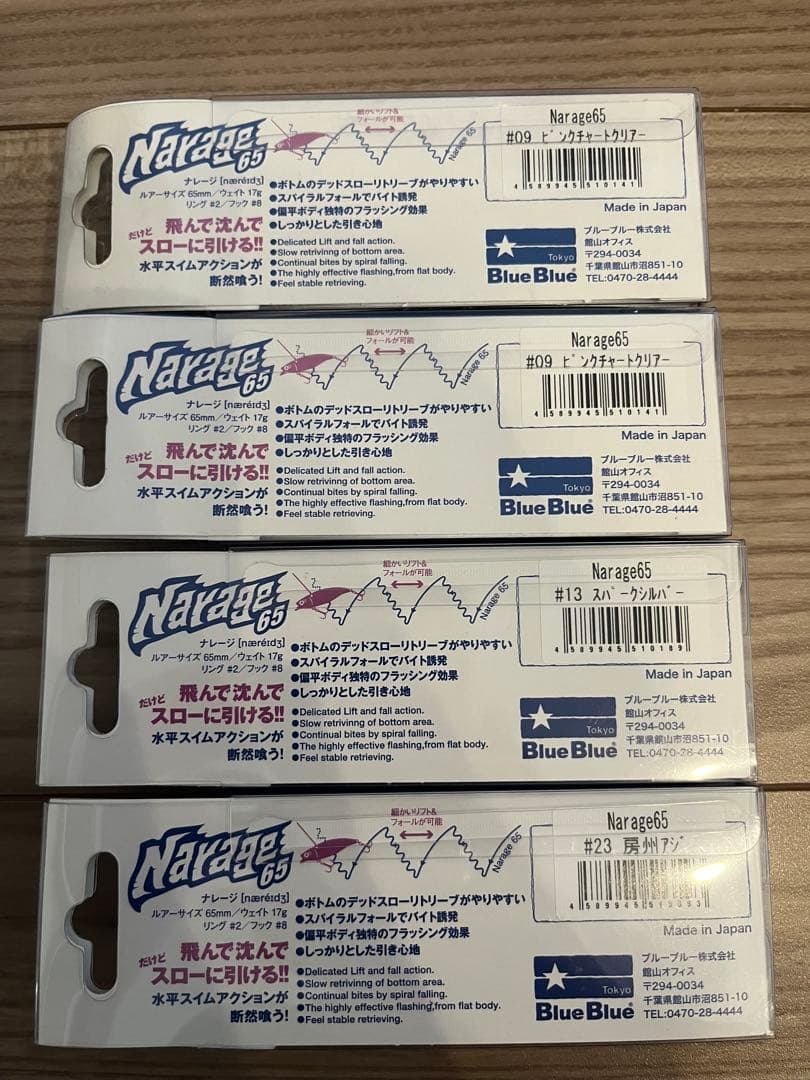 Narage65
細かいリフト&
フォールが可能
Narage 65
Narage65
#09 ピンクチャートクリアー
4 589945 510141
Made in Japan
ナレージ [næréɪdʒ]
ルアーサイズ 65mm/ウェイト 17g
リング #2/フック #8
だけど 飛んで沈んで
スローに引ける!!
水平スイムアクションが
断然喰う!
●ボトムのデッドスローリトリーブがやりやすい
●スパイラルフォールでバイト誘発
●偏平ボディ独特のフラッシング効果
●しっかりとした引き心地
●Delicated Lift and fall action.
●Slow retrivinng of bottom area.
●Continual bites by spiral falling.
●The highly effective flashing,from flat body.
●Feel stable retrieving.
Tokyo
BlueBlue
ブルーブルー株式会社
館山オフィス
〒294-0034
千葉県館山市沼851-10
TEL:0470-28-4444
Narage65
細かいリフト&
フォールが可能
Narage 65
Narage65
#09 ピンクチャートクリアー
4 589945 510141
Made in Japan
ナレージ [næréɪdʒ]
ルアーサイズ 65mm/ウェイト 17g
リング #2/フック #8
だけど 飛んで沈んで
スローに引ける!!
水平スイムアクションが
断然喰う!
●ボトムのデッドスローリトリーブがやりやすい
●スパイラルフォールでバイト誘発
●偏平ボディ独特のフラッシング効果
●しっかりとした引き心地
●Delicated Lift and fall action.
●Slow retrivinng of bottom area.
●Continual bites by spiral falling.
●The highly effective flashing,from flat body.
●Feel stable retrieving.
Tokyo
BlueBlue
ブルーブルー株式会社
館山オフィス
〒294-0034
千葉県館山市沼851-10
TEL:0470-28-4444
Narage65
細かいリフト&
フォールが可能
Narage 65
Narage65
#13 スパークシルバー
4 589945 510189
Made in Japan
ナレージ [næréɪdʒ]
ルアーサイズ 65mm/ウェイト 17g
リング #2/フック #8
だけど 飛んで沈んで
スローに引ける!!
水平スイムアクションが
断然喰う!
●ボトムのデッドスローリトリーブがやりやすい
●スパイラルフォールでバイト誘発
●偏平ボディ独特のフラッシング効果
●しっかりとした引き心地
●Delicated Lift and fall action.
●Slow retrivinng of bottom area.
●Continual bites by spiral falling.
●The highly effective flashing,from flat body.
●Feel stable retrieving.
Tokyo
BlueBlue
ブルーブルー株式会社
館山オフィス
〒294-0034
千葉県館山市沼851-10
TEL:0470-28-4444
Narage65
細かいリフト&
フォールが可能
Narage 65
Narage65
#23 房州アジ
Made in Japan
ナレージ [næréɪdʒ]
ルアーサイズ 65mm/ウェイト 17g
リング #2/フック #8
だけど 飛んで沈んで
スローに引ける!!
水平スイムアクションが
断然喰う!
●ボトムのデッドスローリトリーブがやりやすい
●スパイラルフォールでバイト誘発
●偏平ボディ独特のフラッシング効果
●しっかりとした引き心地
●Delicated Lift and fall action.
●Slow retrivinng of bottom area.
●Continual bites by spiral falling.
●The highly effective flashing,from flat body.
●Feel stable retrieving.
Tokyo
BlueBlue
ブルーブルー株式会社
館山オフィス
〒294-0034
千葉県館山市沼851-10
TEL:0470-28-4444